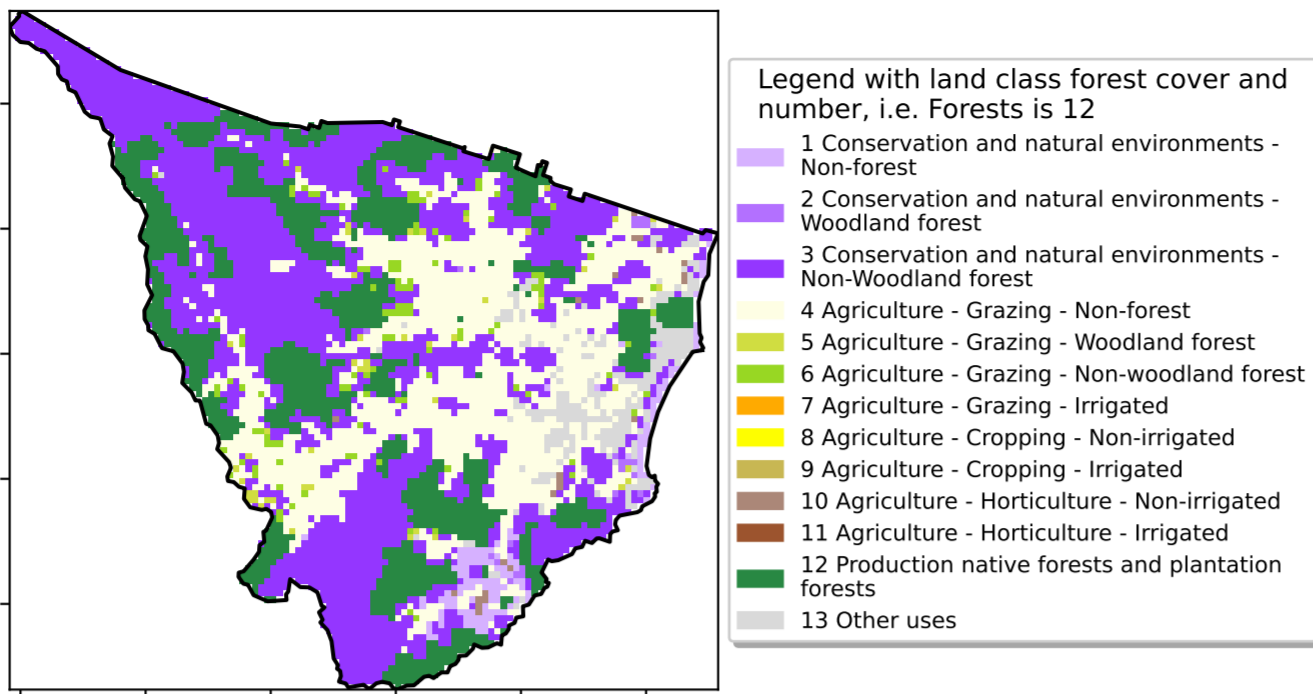 Legend with land class forest cover and
number, i.e. Forests is 12
1 Conservation and natural environments -
Non-forest
2 Conservation and natural environments -
Woodland forest
3 Conservation and natural environments -
Non-Woodland forest
4 Agriculture - Grazing - Non-forest
5 Agriculture - Grazing - Woodland forest
6 Agriculture - Grazing - Non-woodland forest
7 Agriculture - Grazing - Irrigated
8 Agriculture - Cropping - Non-irrigated
9 Agriculture - Cropping - Irrigated
10 Agriculture - Horticulture - Non-irrigated
11 Agriculture - Horticulture - Irrigated
12 Production native forests and plantation
forests
13 Other uses